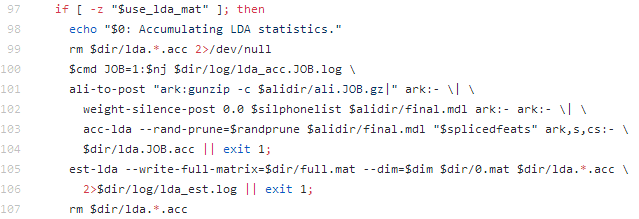 97 if [ -z "$use_lda_mat" ]; then
98 echo "$0: Accumulating LDA statistics."
99 rm $dir/lda.*.acc 2>/dev/null
100 $cmd JOB=1:$nj $dir/log/lda_acc.JOB.log \
101 ali-to-post "ark:gunzip -c $alidir/ali.JOB.gz|" ark:- \| \
102 weight-silence-post 0.0 $silphonelist $alidir/final.mdl ark:- ark:- \| \
103 acc-lda --rand-prune=$randprune $alidir/final.mdl "$splicedfeats" ark,s,cs:- \
104 $dir/lda.JOB.acc || exit 1;
105 est-lda --write-full-matrix=$dir/full.mat --dim=$dim $dir/0.mat $dir/lda.*.acc \
106 2>$dir/log/lda_est.log || exit 1;
107 rm $dir/lda.*.acc